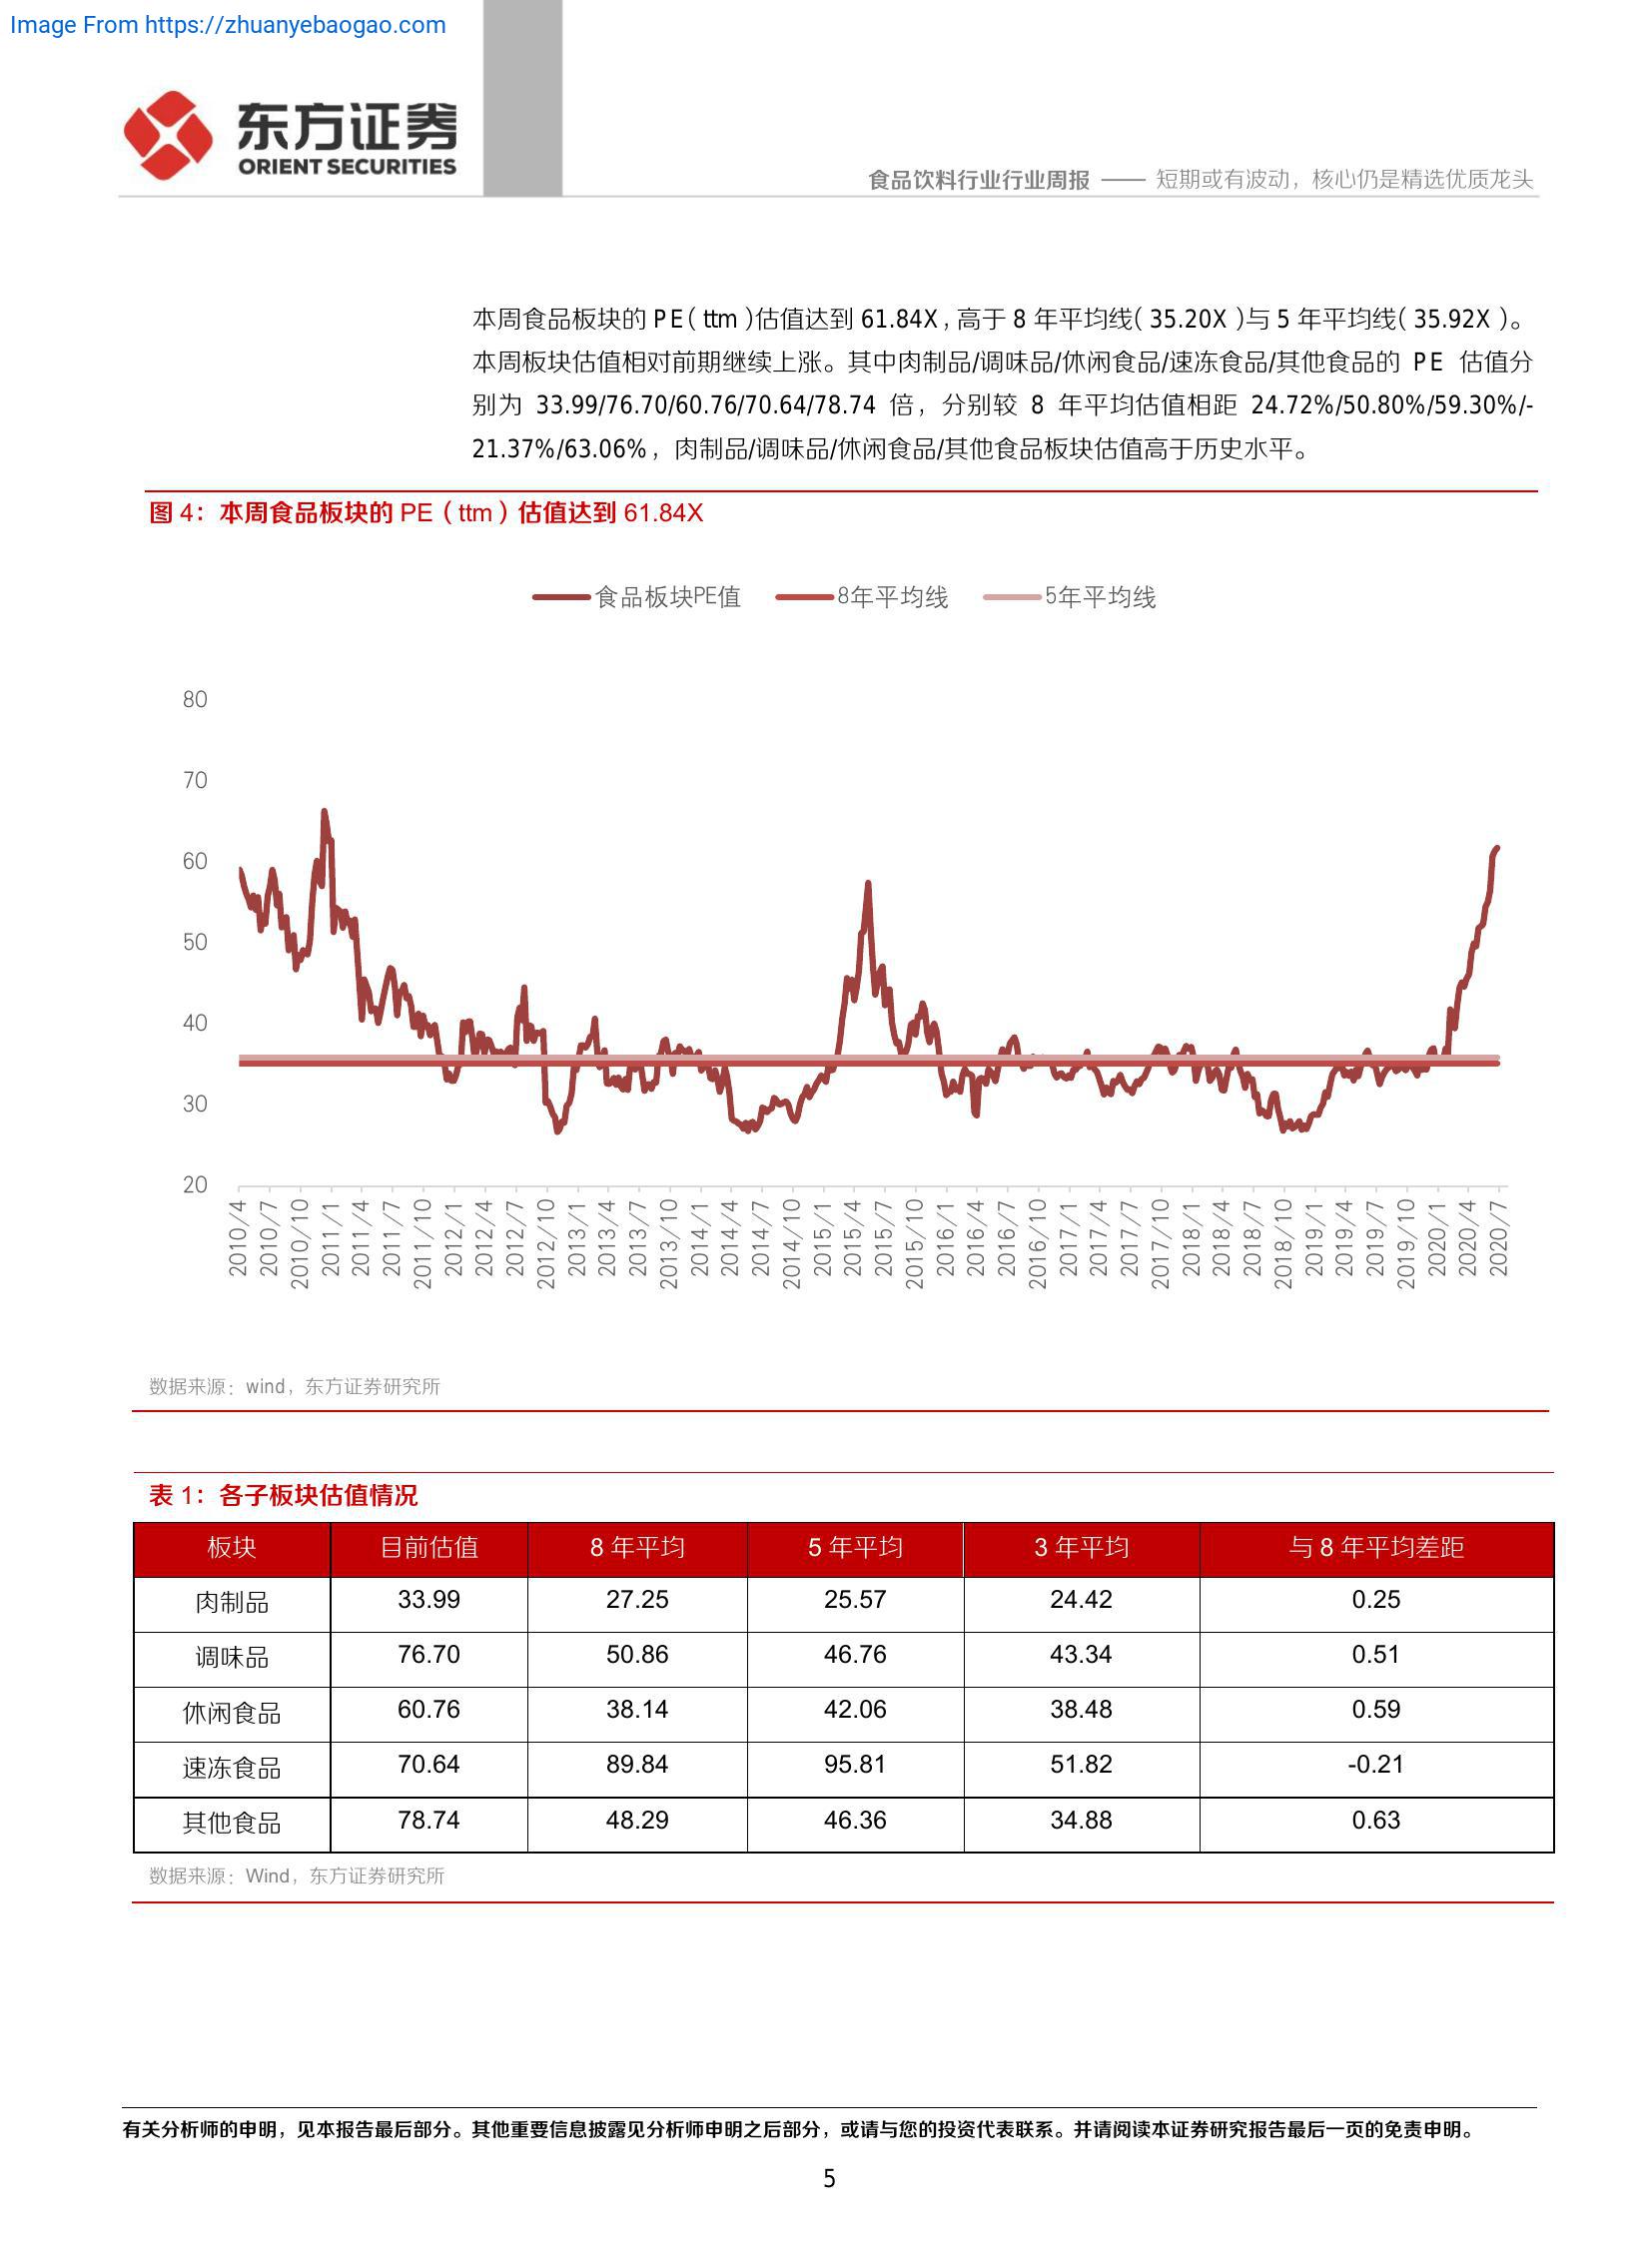 Image From https://zhuanyebaogao.com
东方证券
ORIENT SECURITIES
食品饮料行业行业周报 —— 短期或有波动，核心仍是精选优质龙头
本周食品板块的 PE（ttm）估值达到 61.84X，高于 8 年平均线（35.20X）与 5 年平均线（35.92X）。
本周板块估值相对前期继续上涨。其中肉制品/调味品/休闲食品/速冻食品/其他食品的 PE 估值分
别为 33.99/76.70/60.76/70.64/78.74 倍，分别较 8 年平均估值相距 24.72%/50.80%/59.30%/-
21.37%/63.06%，肉制品/调味品/休闲食品/其他食品板块估值高于历史水平。
图 4：本周食品板块的 PE（ttm）估值达到 61.84X
食品板块PE值 8年平均线 5年平均线
80
70
60
50
40
30
20
2010/4 2010/7 2010/10 2011/1 2011/4 2011/7 2011/10 2012/1 2012/4 2012/7 2012/10 2013/1 2013/4 2013/7 2013/10 2014/1 2014/4 2014/7 2014/10 2015/1 2015/4 2015/7 2015/10 2016/1 2016/4 2016/7 2016/10 2017/1 2017/4 2017/7 2017/10 2018/1 2018/4 2018/7 2018/10 2019/1 2019/4 2019/7 2019/10 2020/1 2020/4 2020/7
数据来源：wind，东方证券研究所
表 1：各子板块估值情况
板块 目前估值 8 年平均 5 年平均 3 年平均 与 8 年平均差距
肉制品 33.99 27.25 25.57 24.42 0.25
调味品 76.70 50.86 46.76 43.34 0.51
休闲食品 60.76 38.14 42.06 38.48 0.59
速冻食品 70.64 89.84 95.81 51.82 -0.21
其他食品 78.74 48.29 46.36 34.88 0.63
数据来源：Wind，东方证券研究所
有关分析师的申明，见本报告最后部分。其他重要信息披露见分析师申明之后部分，或请与您的投资代表联系。并请阅读本证券研究报告最后一页的免责申明。
5